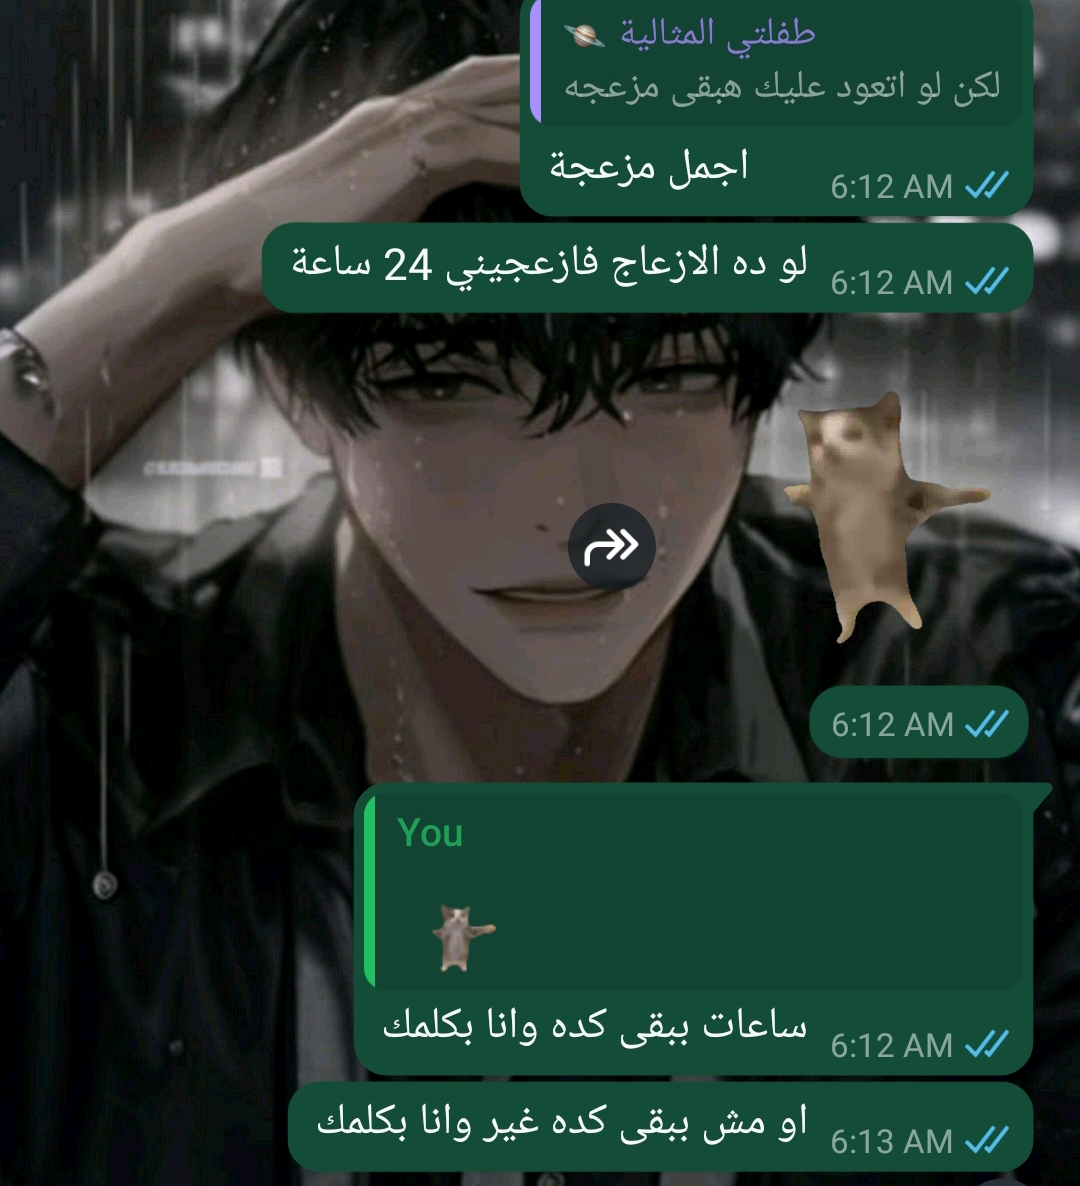 طفلتي المثالية 🪐
لكن لو اتعود عليك هبقى مزعجه
اجمل مزعجة
6:12 AM
لو ده الازعاج فازعجيني 24 ساعة
6:12 AM
6:12 AM
You
ساعات ببقى كده وانا بكلمك
6:12 AM
او مش ببقى كده غير وانا بكلمك
6:13 AM